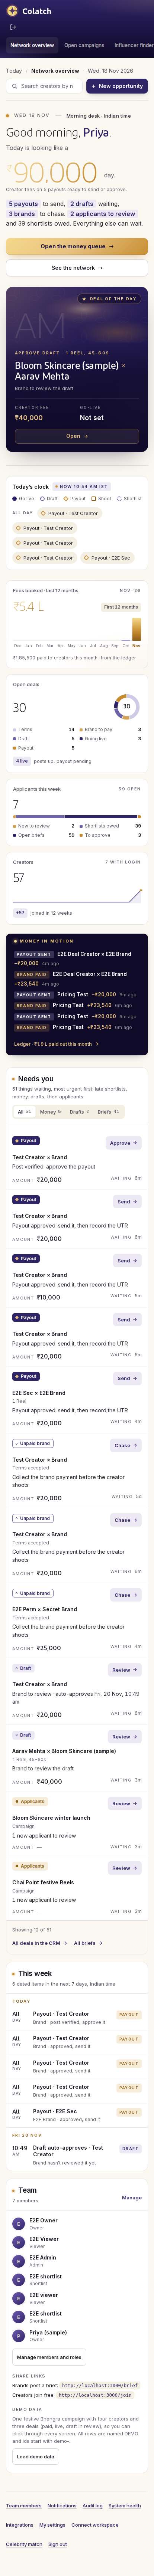 Colatch
Network overview Open campaigns Influencer finder
Today / Network overview Wed, 18 Nov 2026
Search creators by n
+ New opportunity
WED 18 NOV Morning desk · Indian time
Good morning, Priya.
Today is looking like a
₹90,000 day.
Creator fees on 5 payouts ready to send or approve.
5 payouts to send, 2 drafts waiting,
3 brands to chase. 2 applicants to review
and 39 shortlists owed. Everything else can wait.
Open the money queue →
See the network →
DEAL OF THE DAY
AM
APPROVE DRAFT · 1 REEL, 45-60S
Bloom Skincare (sample) ×
Aarav Mehta
Brand to review the draft
CREATOR FEE GO-LIVE
₹40,000 Not set
Open →
Today's clock NOW 10:54 AM IST
Go live Draft Payout Shoot Shortlist
ALL DAY Payout · Test Creator
Payout · Test Creator
Payout · Test Creator
Payout · Test Creator Payout · E2E Sec
Fees booked · last 12 months NOV '26
₹5.4 L First 12 months
Dec Jan Feb Mar Apr May Jun Jul Aug Sep Oct Nov
₹1,85,500 paid to creators this month, from the ledger
Open deals
30
30
Terms 14 Brand to pay 3
Draft 5 Going live 3
Payout 5
4 live posts up, payout pending
Applicants this week 59 OPEN
7
New to review 2 Shortlists owed 39
Open briefs 59 To approve 3
Creators 7 WITH LOGIN
57
+57 joined in 12 weeks
MONEY IN MOTION
PAYOUT SENT E2E Deal Creator × E2E Brand
−₹20,000 4m ago
BRAND PAID E2E Deal Creator × E2E Brand
+₹23,540 4m ago
PAYOUT SENT Pricing Test −₹20,000 8m ago
BRAND PAID Pricing Test +₹23,540 8m ago
PAYOUT SENT Pricing Test −₹20,000 8m ago
BRAND PAID Pricing Test +₹23,540 8m ago
Ledger · ₹1.9 L paid out this month →
Needs you
51 things waiting, most urgent first: late shortlists, money, drafts, then applicants.
All 51 Money 8 Drafts 2 Briefs 41
Payout Approve →
Test Creator × Brand
Post verified: approve the payout
AMOUNT ₹20,000 WAITING 6m
Payout Send →
Test Creator × Brand
Payout approved: send it, then record the UTR
AMOUNT ₹20,000 WAITING 6m
Payout Send →
Test Creator × Brand
Payout approved: send it, then record the UTR
AMOUNT ₹10,000 WAITING 6m
Payout Send →
Test Creator × Brand
Payout approved: send it, then record the UTR
AMOUNT ₹20,000 WAITING 6m
Payout Send →
E2E Sec × E2E Brand
1 Reel
Payout approved: send it, then record the UTR
AMOUNT ₹20,000 WAITING 4m
Unpaid brand Chase →
Test Creator × Brand
Terms accepted
Collect the brand payment before the creator shoots
AMOUNT ₹20,000 WAITING 5d
Unpaid brand Chase →
Test Creator × Brand
Terms accepted
Collect the brand payment before the creator shoots
AMOUNT ₹20,000 WAITING 6m
Unpaid brand Chase →
E2E Perm × Secret Brand
Terms accepted
Collect the brand payment before the creator shoots
AMOUNT ₹25,000 WAITING 4m
Draft Review →
Test Creator × Brand
Brand to review · auto-approves Fri, 20 Nov, 10:49 am
AMOUNT ₹20,000 WAITING 6m
Draft Review →
Aarav Mehta × Bloom Skincare (sample)
1 Reel, 45-60s
Brand to review the draft
AMOUNT ₹40,000 WAITING 3m
Applicants Review →
Bloom Skincare winter launch
Campaign
1 new applicant to review
AMOUNT — WAITING 3m
Applicants Review →
Chai Point festive Reels
Campaign
1 new applicant to review
AMOUNT — WAITING 3m
Showing 12 of 51
All deals in the CRM → All briefs →
This week
6 dated items in the next 7 days, Indian time
TODAY
All DAY Payout · Test Creator PAYOUT
Brand · post verified, approve it
All DAY Payout · Test Creator PAYOUT
Brand · approved, send it
All DAY Payout · Test Creator PAYOUT
Brand · approved, send it
All DAY Payout · Test Creator PAYOUT
Brand · approved, send it
All DAY Payout · E2E Sec PAYOUT
E2E Brand · approved, send it
FRI 20 NOV
10:49 AM Draft auto-approves · Test Creator DRAFT
Brand hasn't reviewed it yet
Team
7 members Manage
E E2E Owner
Owner
E E2E Viewer
Viewer
E E2E Admin
Admin
E E2E shortlist
Shortlist
E E2E viewer
Viewer
E E2E shortlist
Shortlist
P Priya (sample)
Owner
Manage members and roles
SHARE LINKS
Brands post a brief: http://localhost:3000/brief
Creators join free: http://localhost:3000/join
DEMO DATA
One festive Bhangra campaign with four creators and three deals (paid, live, draft in review), so you can click through every screen. All rows are named DEMO and ids start with demo-.
Load demo data
Team members Notifications Audit log System health
Integrations My settings Connect workspace
Celebrity match Sign out